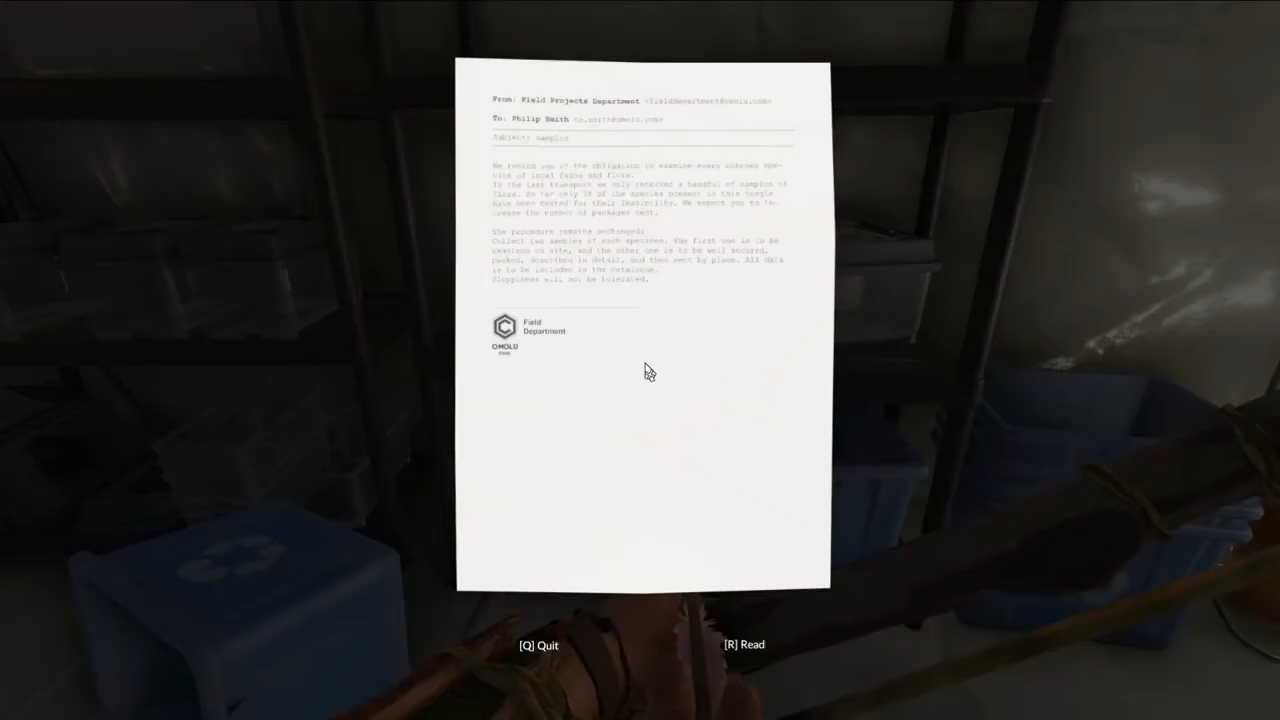 From: Field Projects Department <fielddepartment@omolu.com>
To: Philip Smith <p.smith@omolu.com>
Subject: samples
We remind you of the obligation to examine every unknown spe-
cies of local fauna and flora.
In the last transport we only received a handful of samples of
flora. So far only of the species present in this jungle
have been tested for their feasibility. We expect you to in-
crease the number of packages sent.
The procedure remains unchanged:
Collect two samples of each specimen. The first one is to be
examined on site, and the other one is to be well secured,
packed, described in detail, and then sent by plane. All data
is to be included in the catalogue.
Sloppiness will not be tolerated.
Field
Department
OMOLU
[Q] Quit
[R] Read